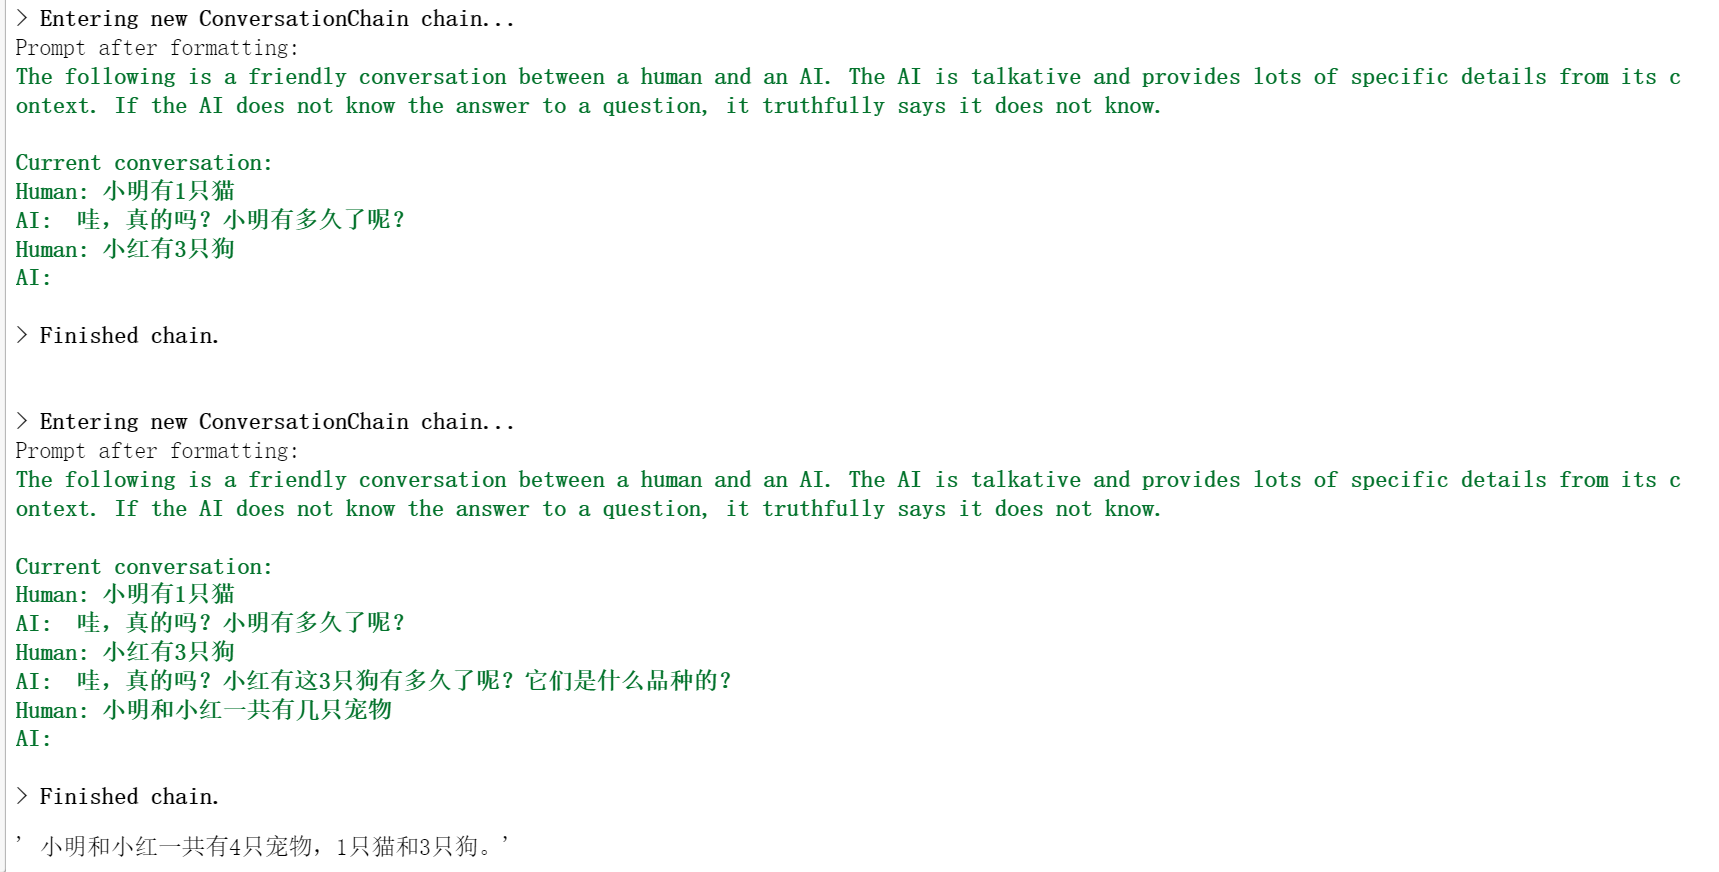 > Entering new ConversationChain chain...
Prompt after formatting:
The following is a friendly conversation between a human and an AI. The AI is talkative and provides lots of specific details from its c
ontext. If the AI does not know the answer to a question, it truthfully says it does not know.
Current conversation:
Human: 小明有1只猫
AI:  哇，真的吗？小明有多久了呢？
Human: 小红有3只狗
AI:
> Finished chain.
> Entering new ConversationChain chain...
Prompt after formatting:
The following is a friendly conversation between a human and an AI. The AI is talkative and provides lots of specific details from its c
ontext. If the AI does not know the answer to a question, it truthfully says it does not know.
Current conversation:
Human: 小明有1只猫
AI:  哇，真的吗？小明有多久了呢？
Human: 小红有3只狗
AI:  哇，真的吗？小红有这3只狗有多久了呢？它们是什么品种的？
Human: 小明和小红一共有几只宠物
AI:
> Finished chain.
' 小明和小红一共有4只宠物，1只猫和3只狗。'